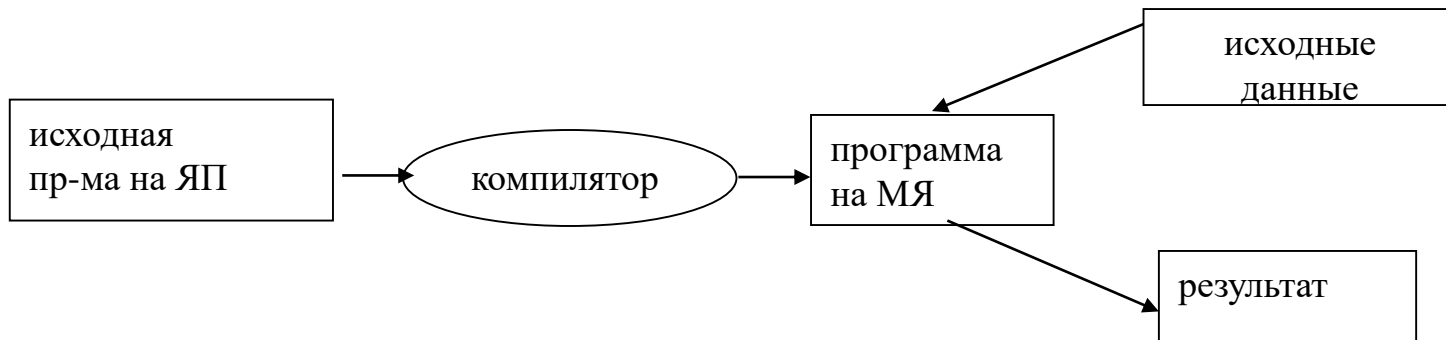 исходная
пр-ма на ЯП
компилятор
программа
на МЯ
исходные
данные
результат